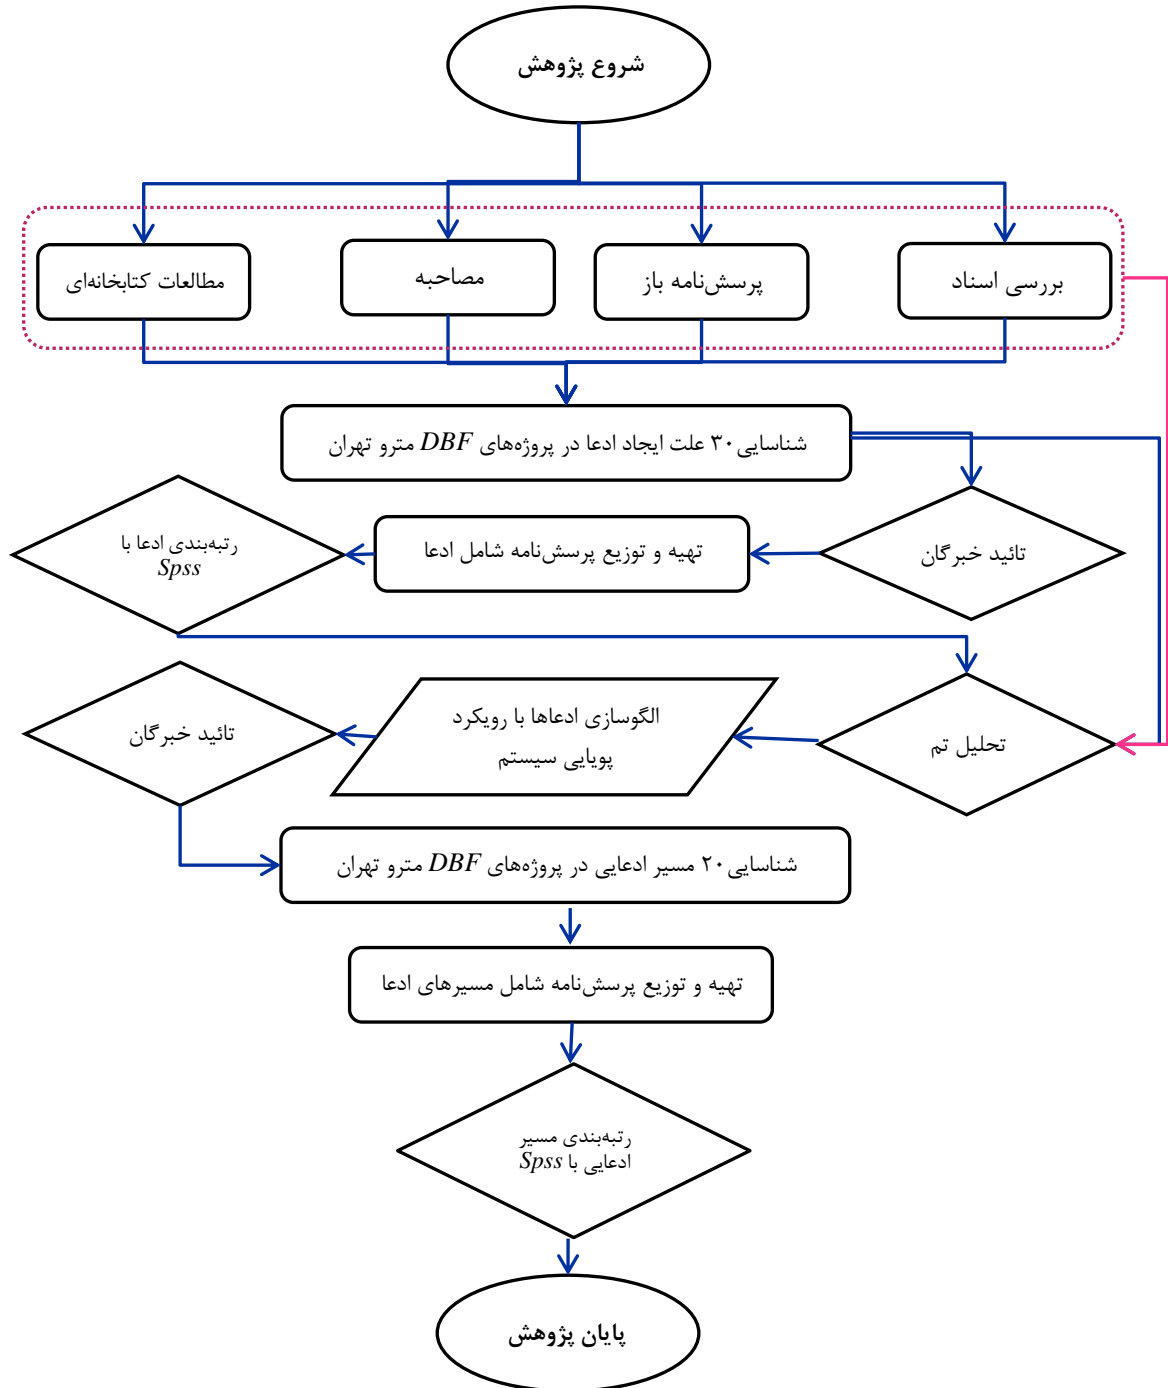 شروع پژوهش
بررسی اسناد
پرسش‌نامه باز
مصاحبه
مطالعات کتابخانه‌ای
شناسایی ۳۰ علت ایجاد ادعا در پروژه‌های DBF مترو تهران
تائید خبرگان
تهیه و توزیع پرسش‌نامه شامل ادعا
رتبه‌بندی ادعا با
Spss
تحلیل تم
الگوسازی ادعاها با رویکرد
پویایی سیستم
تائید خبرگان
شناسایی ۲۰ مسیر ادعایی در پروژه‌های DBF مترو تهران
تهیه و توزیع پرسش‌نامه شامل مسیرهای ادعا
رتبه‌بندی مسیر
ادعایی با Spss
پایان پژوهش